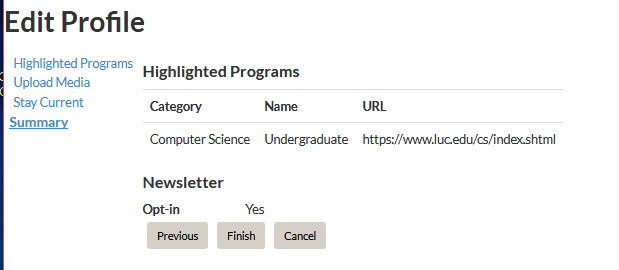 Edit Profile
Highlighted Programs
Upload Media
Stay Current
Summary
Highlighted Programs
Category Name URL
Computer Science Undergraduate https://www.luc.edu/cs/index.shtml
Newsletter
Opt-in Yes
Previous Finish Cancel